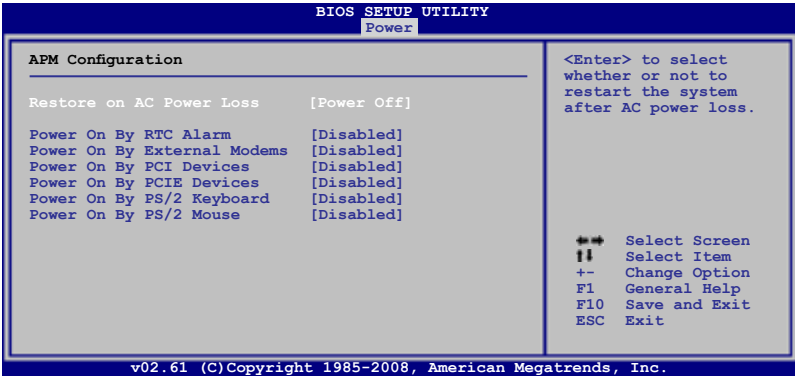 BIOS SETUP UTILITY
Power
APM Configuration
Restore on AC Power Loss [Power Off]
Power On By RTC Alarm [Disabled]
Power On By External Modems [Disabled]
Power On By PCI Devices [Disabled]
Power On By PCIE Devices [Disabled]
Power On By PS/2 Keyboard [Disabled]
Power On By PS/2 Mouse [Disabled]
<Enter> to select
whether or not to
restart the system
after AC power loss.
←→ Select Screen
↑↓ Select Item
+- Change Option
F1 General Help
F10 Save and Exit
ESC Exit
v02.61 (C)Copyright 1985-2008, American Megatrends, Inc.